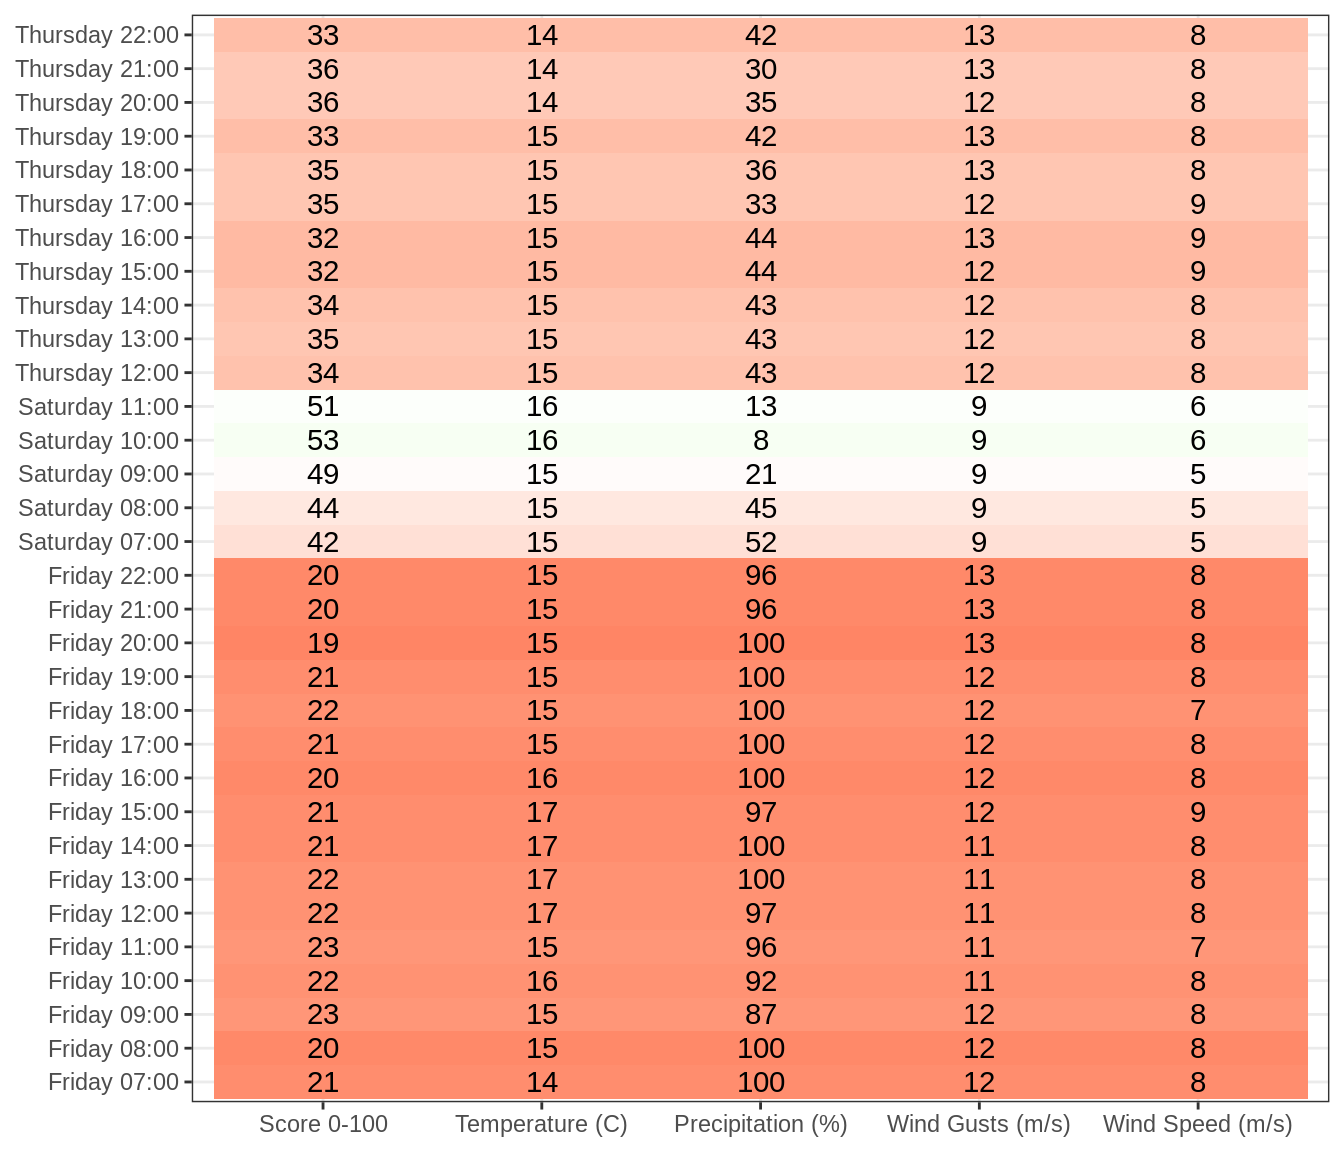 Thursday 22:00 33 14 42 13 8
Thursday 21:00 36 14 30 13 8
Thursday 20:00 36 14 35 12 8
Thursday 19:00 33 15 42 13 8
Thursday 18:00 35 15 36 13 8
Thursday 17:00 35 15 33 12 9
Thursday 16:00 32 15 44 13 9
Thursday 15:00 32 15 44 12 9
Thursday 14:00 34 15 43 12 8
Thursday 13:00 35 15 43 12 8
Thursday 12:00 34 15 43 12 8
Saturday 11:00 51 16 13 9 6
Saturday 10:00 53 16 8 9 6
Saturday 09:00 49 15 21 9 5
Saturday 08:00 44 15 45 9 5
Saturday 07:00 42 15 52 9 5
Friday 22:00 20 15 96 13 8
Friday 21:00 20 15 96 13 8
Friday 20:00 19 15 100 13 8
Friday 19:00 21 15 100 12 8
Friday 18:00 22 15 100 12 7
Friday 17:00 21 15 100 12 8
Friday 16:00 20 16 100 12 8
Friday 15:00 21 17 97 12 9
Friday 14:00 21 17 100 11 8
Friday 13:00 22 17 100 11 8
Friday 12:00 22 17 97 11 8
Friday 11:00 23 15 96 11 7
Friday 10:00 22 16 92 11 8
Friday 09:00 23 15 87 12 8
Friday 08:00 20 15 100 12 8
Friday 07:00 21 14 100 12 8
Score 0-100 Temperature (C) Precipitation (%) Wind Gusts (m/s) Wind Speed (m/s)